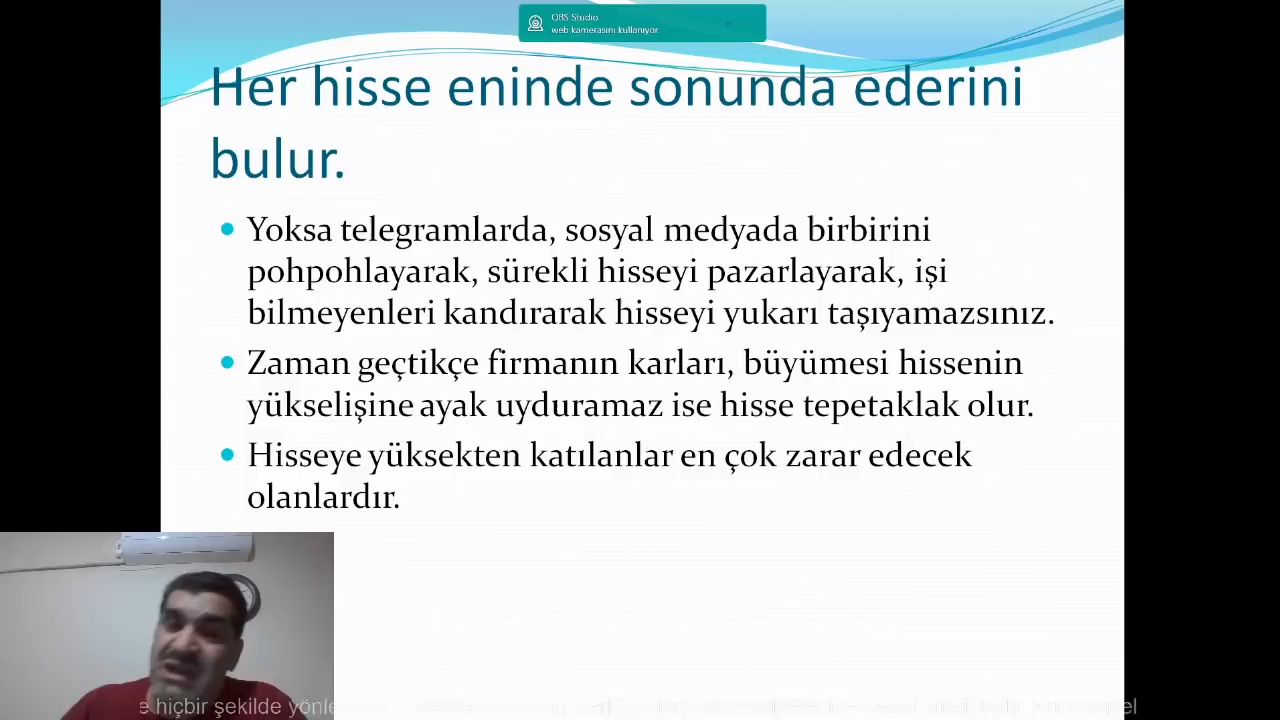 OBS Studio
web kamerasını kullanıyor
Her hisse eninde sonunda ederini
bulur.
Yoksa telegramlarda, sosyal medyada birbirini
pohpohlayarak, sürekli hisseyi pazarlayarak, işi
bilmeyenleri kandırarak hisseyi yukarı taşıyamazsınız.
Zaman geçtikçe firmanın karları, büyümesi hissenin
yükselişine ayak uyduramaz ise hisse tepetaklak olur.
Hisseye yüksekten katılanlar en çok zarar edecek
olanlardır.
hiçbir şekilde